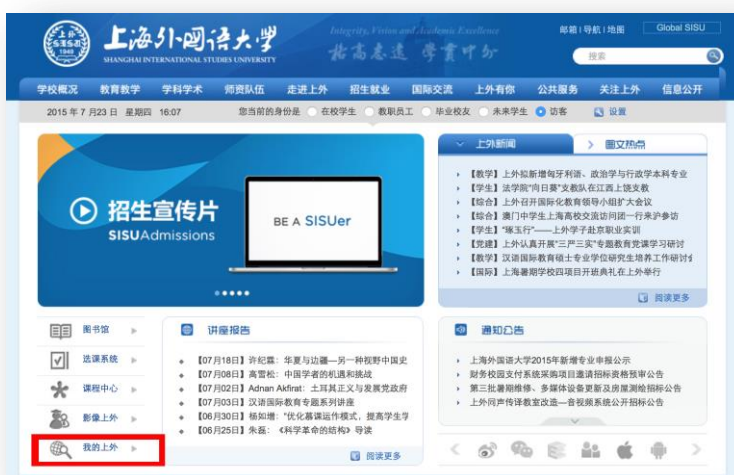 上海外国语大学
SHANGHAI INTERNATIONAL STUDIES UNIVERSITY
Integrity, Vision and Academic Excellence
格高志远 学贯中外
邮箱 | 导航 | 地图
Global SISU
搜索
学校概况 教育教学 学科学术 师资队伍 走进上外 招生就业 国际交流 上外有你 公共服务 关注上外 信息公开
2015 年 7 月23 日 星期四 16:07
您当前的身份是 在校学生 教职员工 毕业校友 未来学生 访客 设置
招生宣传片
SISUAdmissions
BE A SISUer
上外新闻
图文热点
【教学】上外拟新增匈牙利语、政治学与行政学本科专业
【学生】法学院“向日葵”支教队在江西上饶支教
【综合】上外召开国际化教育领导小组扩大会议
【综合】澳门中学生上海高校交流访问团一行来沪参访
【学生】“琢玉行”——上外学子赴京职业实训
【党建】上外认真开展“三严三实”专题教育党课学习研讨
【教学】汉语国际教育硕士专业学位研究生培养工作研讨会
【国际】上海暑期学校四项目开班典礼在上外举行
阅读更多
图书馆
选课系统
课程中心
影像上外
我的上外
讲座报告
【07月18日】许纪霖：华夏与边疆—另一种视野中国史
【07月08日】高雪松：中国学者的机遇和挑战
【07月02日】Adnan Akfirat：土耳其正义与发展党政府
【07月03日】汉语国际教育专题系列讲座
【06月30日】杨如增：“优化慕课运作模式，提高学生学
【06月25日】朱磊：《科学革命的结构》导读
阅读更多
通知公告
上海外国语大学2015年新增专业申报公示
财务校园支付系统采购项目邀请招标资格预审公告
第三批暑期维修、多媒体设备更新及房屋测绘招标公告
上外同声传译教室改造—音视频系统公开招标公告